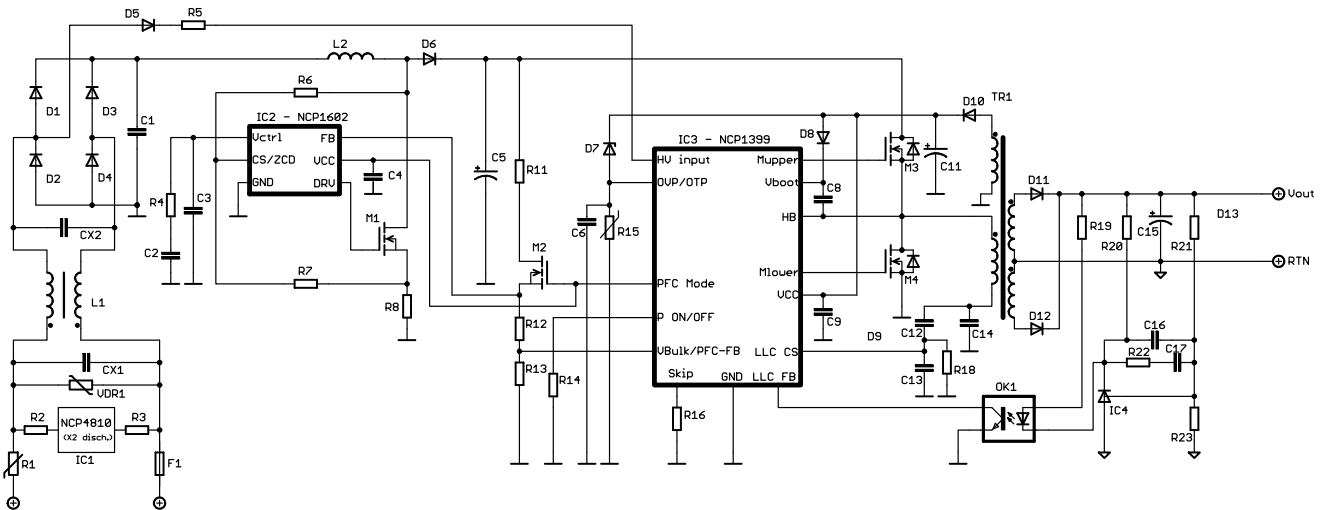 D5
R5
L2
D6
R6
D1
D3
C1
IC2 - NCP1602
Vctrl
FB
CS/ZCD
VCC
GND
DRV
D2
D4
R4
C3
C4
C2
CX2
M1
R7
R8
L1
CX1
VDR1
R2
NCP4810
(X2 disch.)
R3
IC1
R1
F1
C5
R11
M2
R12
R13
R14
D7
C6
R15
IC3 - NCP1399
HV input
OVP/OTP
PFC Mode
P ON/OFF
VBulk/PFC-FB
Skip
GND
LLC FB
Mupper
Vboot
HB
Mlower
VCC
LLC CS
R16
D8
C8
C9
M3
M4
C11
D10
TR1
D9
C12
C14
C13
R18
D11
D12
R19
R20
C15
R21
D13
Vout
RTN
C16
R22
C17
IC4
R23
OK1